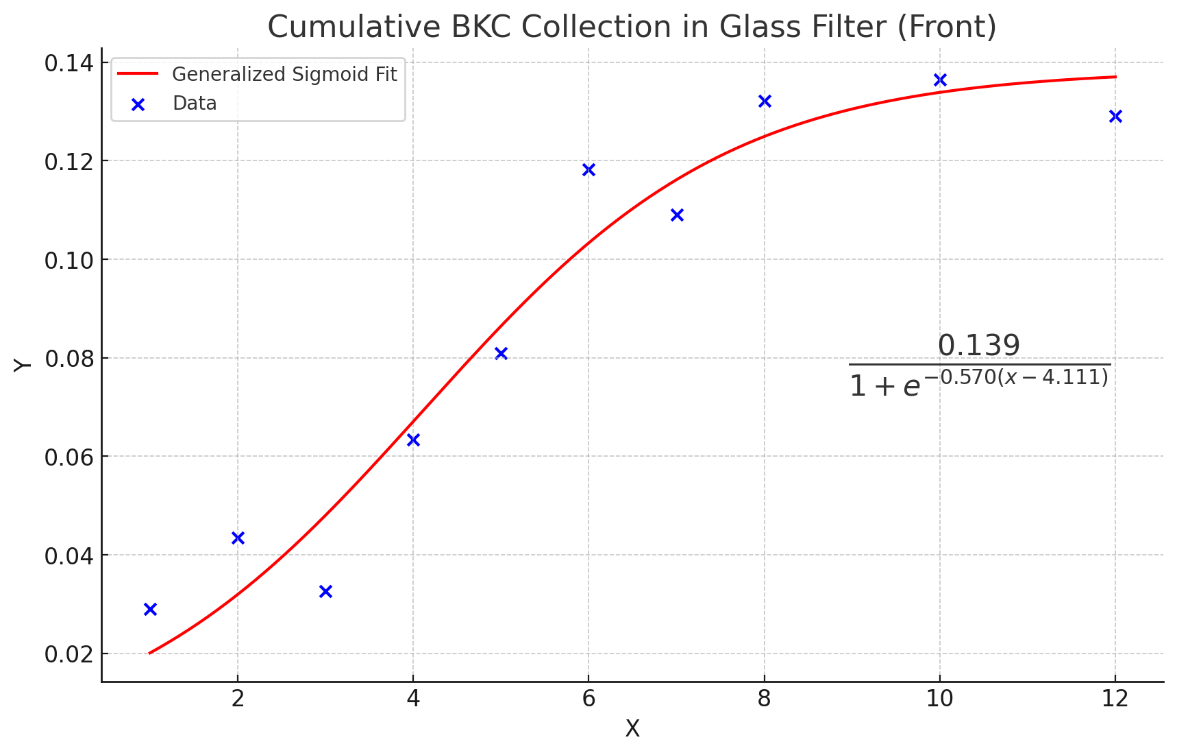 Cumulative BKC Collection in Glass Filter (Front)
Generalized Sigmoid Fit
Data
0.14
0.12
0.10
0.08
0.06
0.04
0.02
Y
0.139
1 + e^−0.570(x − 4.111)
2 4 6 8 10 12
X